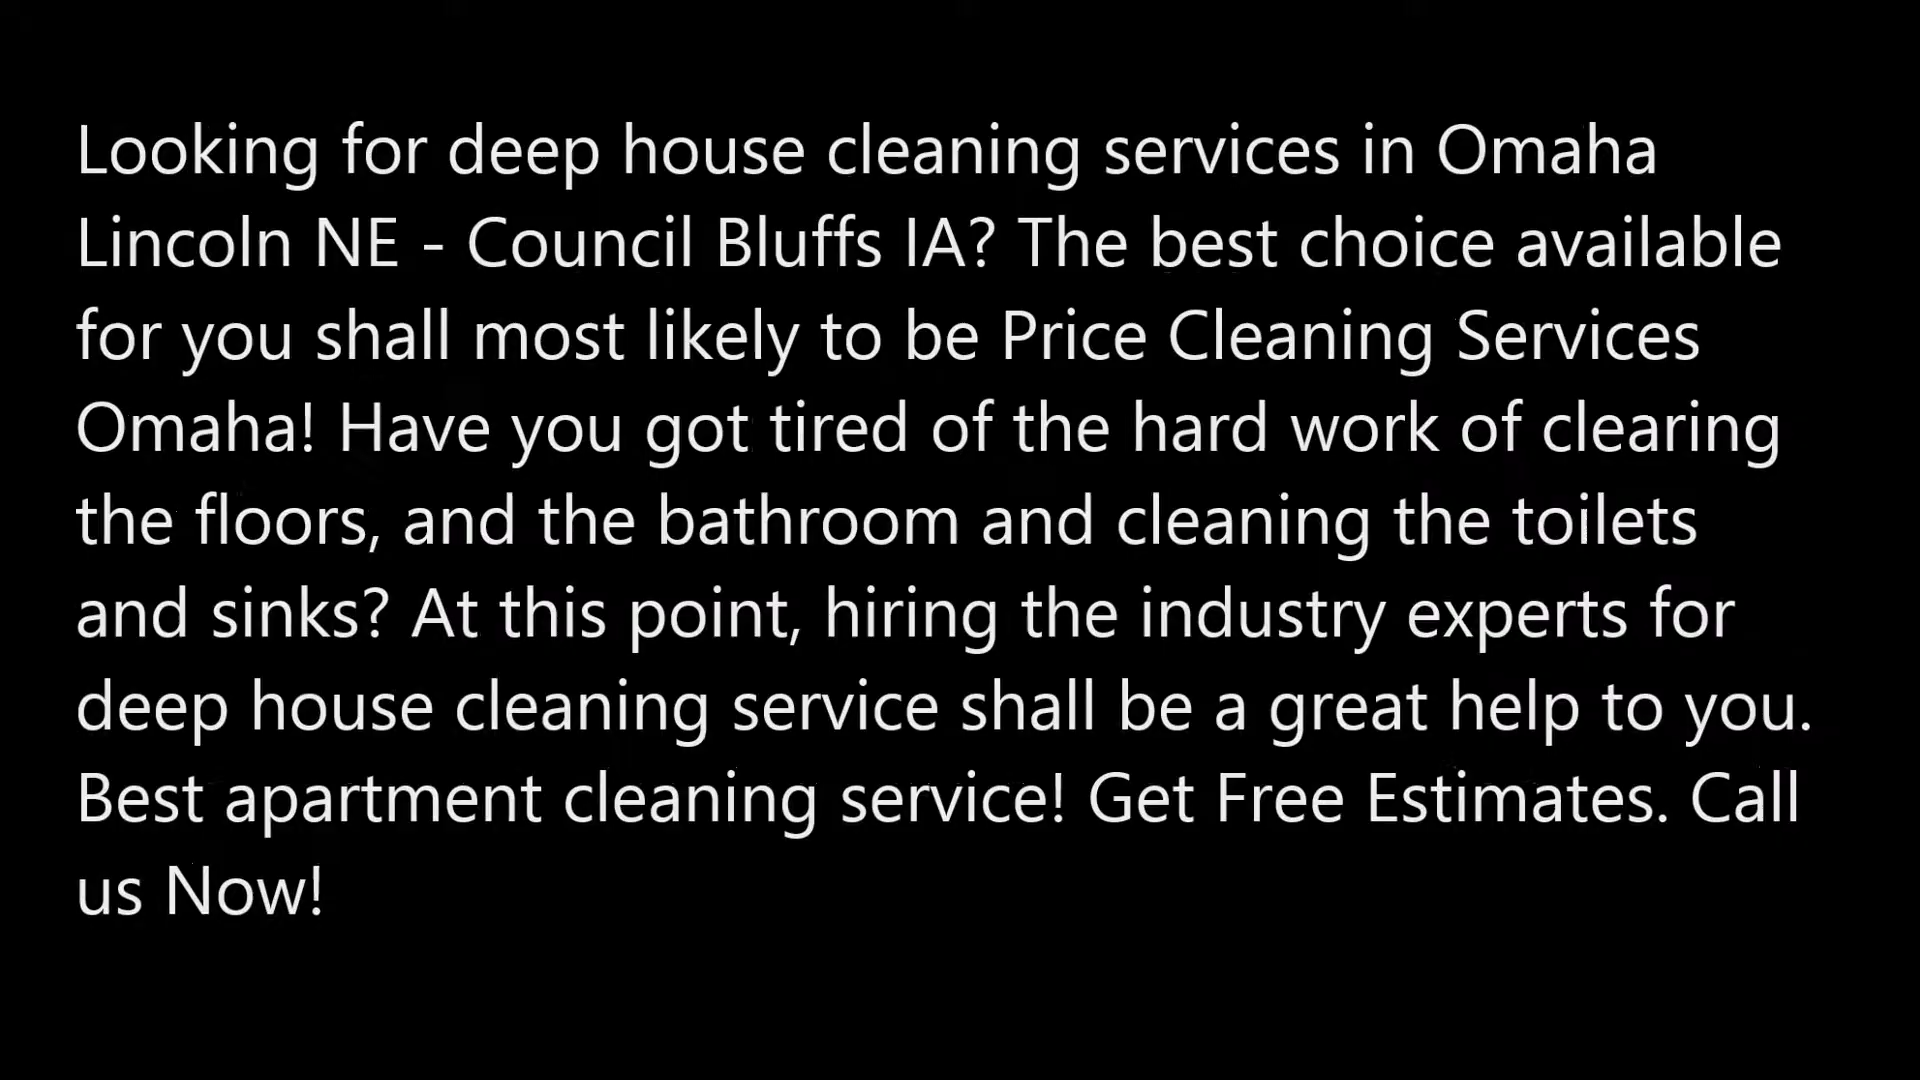 Looking for deep house cleaning services in Omaha
Lincoln NE - Council Bluffs IA? The best choice available
for you shall most likely to be Price Cleaning Services
Omaha! Have you got tired of the hard work of clearing
the floors, and the bathroom and cleaning the toilets
and sinks? At this point, hiring the industry experts for
deep house cleaning service shall be a great help to you.
Best apartment cleaning service! Get Free Estimates. Call
us Now!